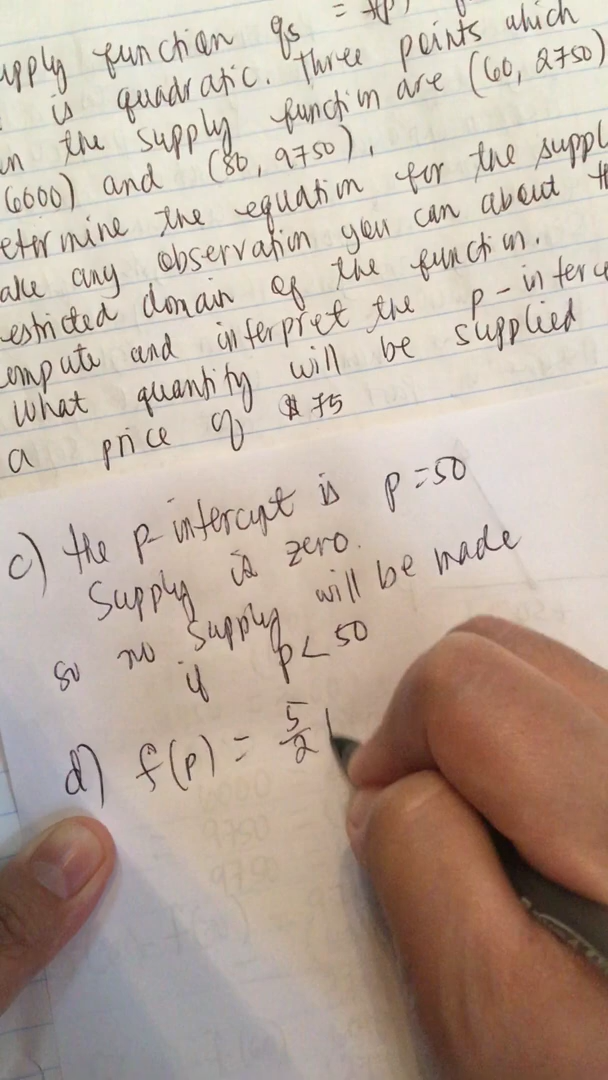 upply function qs = f(p)
is quadratic. Three points which
n the supply function are (60, 2750)
6000) and (80, 9750).
etermine the equation for the suppl
ake any observation you can about th
estricted domain of the function.
ompute and interpret the p-interce
What quantity will be supplied
a price of $75
c) the p-intercept is p = 50
Supply is zero.
so no supply will be made
if p < 50
d) f(p) = 5/2